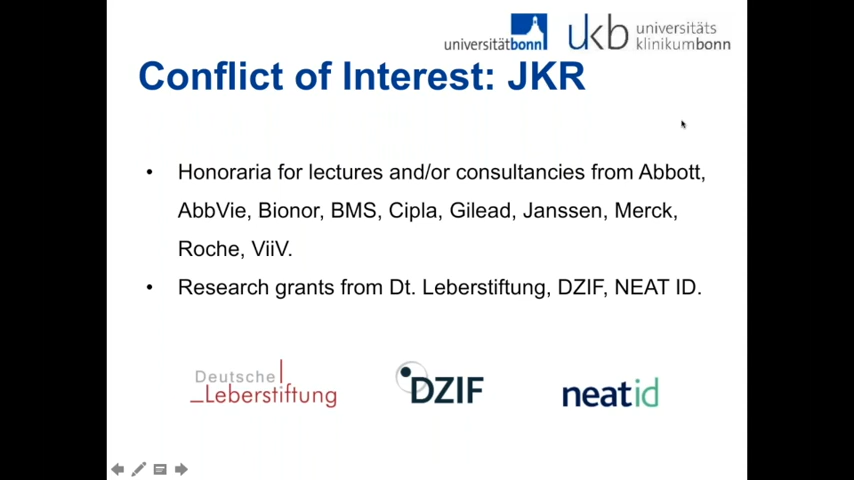 universitätbonn
ukb universitäts
klinikumbonn
Conflict of Interest: JKR
• Honoraria for lectures and/or consultancies from Abbott,
AbbVie, Bionor, BMS, Cipla, Gilead, Janssen, Merck,
Roche, ViiV.
• Research grants from Dt. Leberstiftung, DZIF, NEAT ID.
Deutsche
Leberstiftung
DZIF
neatid